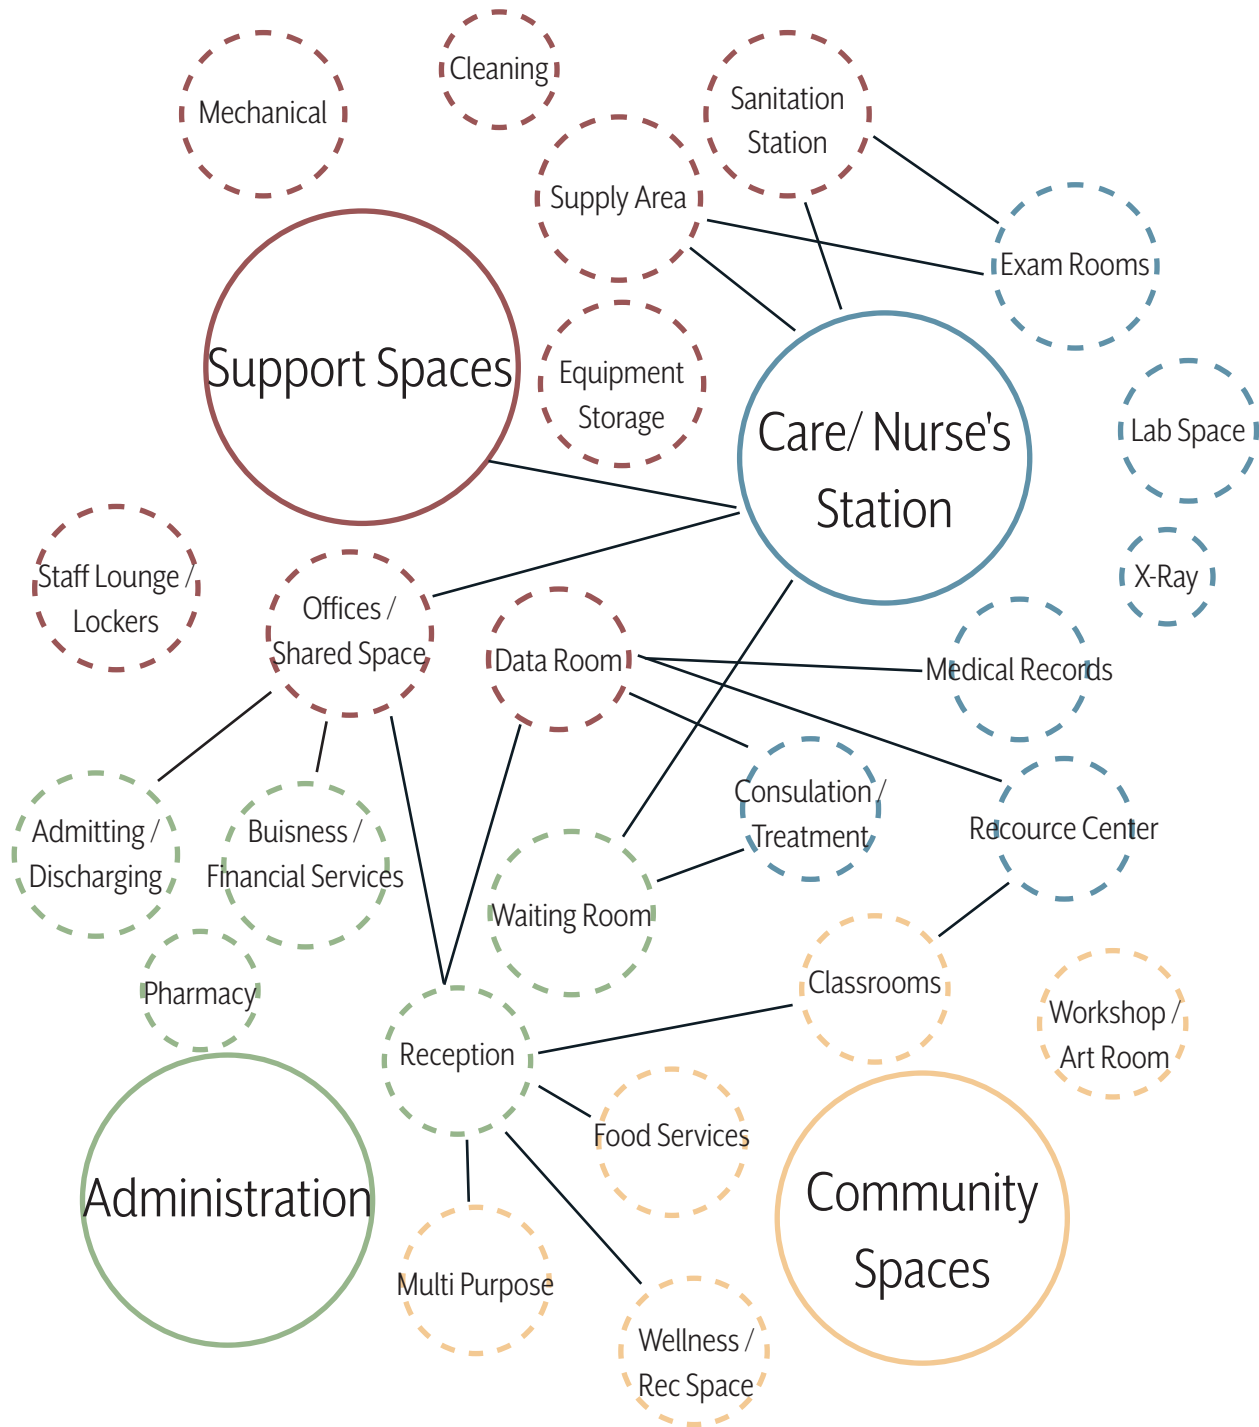 Cleaning
Mechanical
Sanitation
Station
Supply Area
Exam Rooms
Support Spaces
Equipment
Storage
Care/ Nurse's
Station
Lab Space
X-Ray
Staff Lounge /
Lockers
Offices /
Shared Space
Data Room
Medical Records
Admitting /
Discharging
Buisness /
Financial Services
Consulation /
Treatment
Recource Center
Waiting Room
Pharmacy
Classrooms
Workshop /
Art Room
Reception
Food Services
Administration
Community
Spaces
Multi Purpose
Wellness /
Rec Space